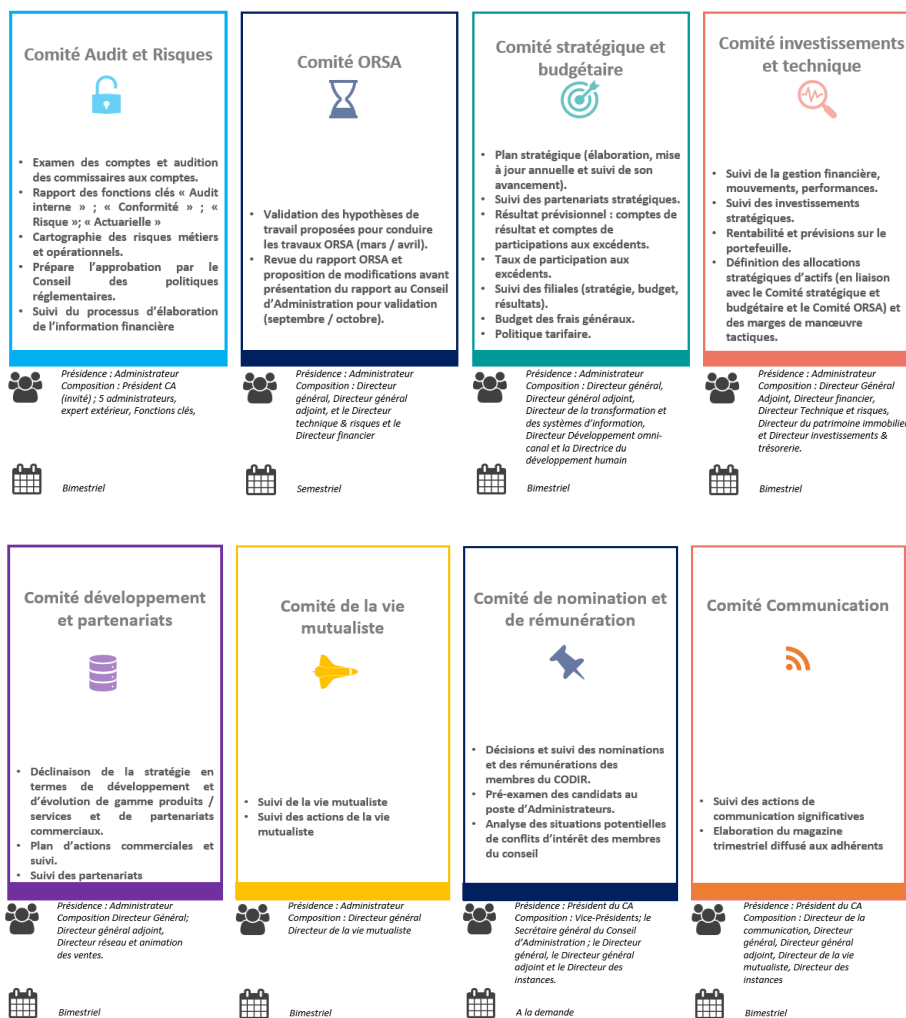 Comité Audit et Risques
• Examen des comptes et audition
des commissaires aux comptes.
• Rapport des fonctions clés « Audit
interne » ; « Conformité » ; «
Risque »; « Actuarielle »
• Cartographie des risques métiers
et opérationnels.
• Prépare l'approbation par le
Conseil des politiques
réglementaires.
• Suivi du processus d'élaboration
de l'information financière
Présidence : Administrateur
Composition : Président CA
(invité) ; 5 administrateurs,
expert extérieur, Fonctions clés,
Bimestriel
Comité ORSA
• Validation des hypothèses de
travail proposées pour conduire
les travaux ORSA (mars / avril).
• Revue du rapport ORSA et
proposition de modifications avant
présentation du rapport au Conseil
d'Administration pour validation
(septembre / octobre).
Présidence : Administrateur
Composition : Directeur
général, Directeur général
adjoint, et le Directeur
technique & risques et le
Directeur financier
Semestriel
Comité stratégique et
budgétaire
• Plan stratégique (élaboration, mise
à jour annuelle et suivi de son
avancement).
• Suivi des partenariats stratégiques.
• Résultat prévisionnel : comptes de
résultat et comptes de
participations aux excédents.
• Taux de participation aux
excédents.
• Suivi des filiales (stratégie, budget,
résultats).
• Budget des frais généraux.
• Politique tarifaire.
Présidence : Administrateur
Composition : Directeur général,
Directeur général adjoint,
Directeur de la transformation et
des systèmes d'information,
Directeur Développement omni-
canal et la Directrice du
développement humain
Bimestriel
Comité investissements
et technique
• Suivi de la gestion financière,
mouvements, performances.
• Suivi des investissements
stratégiques.
• Rentabilité et prévisions sur le
portefeuille.
• Définition des allocations
stratégiques d'actifs (en liaison
avec le Comité stratégique et
budgétaire et le Comité ORSA) et
des marges de manœuvre
tactiques.
Présidence : Administrateur
Composition : Directeur Général
Adjoint, Directeur financier,
Directeur Technique et risques,
Directeur du patrimoine immobilier
et Directeur investissements &
trésorerie.
Bimestriel
Comité développement
et partenariats
• Déclinaison de la stratégie en
termes de développement et
d'évolution de gamme produits /
services et de partenariats
commerciaux.
• Plan d'actions commerciales et
suivi.
• Suivi des partenariats
Présidence : Administrateur
Composition Directeur Général;
Directeur général adjoint,
Directeur réseau et animation
des ventes.
Bimestriel
Comité de la vie
mutualiste
• Suivi de la vie mutualiste
• Suivi des actions de la vie
mutualiste
Présidence : Administrateur
Composition : Directeur général
Directeur de la vie mutualiste
Bimestriel
Comité de nomination et
de rémunération
• Décisions et suivi des nominations
et des rémunérations des
membres du CODIR.
• Pré-examen des candidats au
poste d'Administrateurs.
• Analyse des situations potentielles
de conflits d'intérêt des membres
du conseil
Présidence : Président du CA
Composition : Vice-Présidents; le
Secrétaire général du Conseil
d'Administration ; le Directeur
général, le Directeur général
adjoint et le Directeur des
instances.
A la demande
Comité Communication
• Suivi des actions de
communication significatives
• Elaboration du magazine
trimestriel diffusé aux adhérents
Présidence : Président du CA
Composition : Directeur de la
communication, Directeur
général, Directeur général
adjoint, Directeur de la vie
mutualiste, Directeur des
instances
Bimestriel